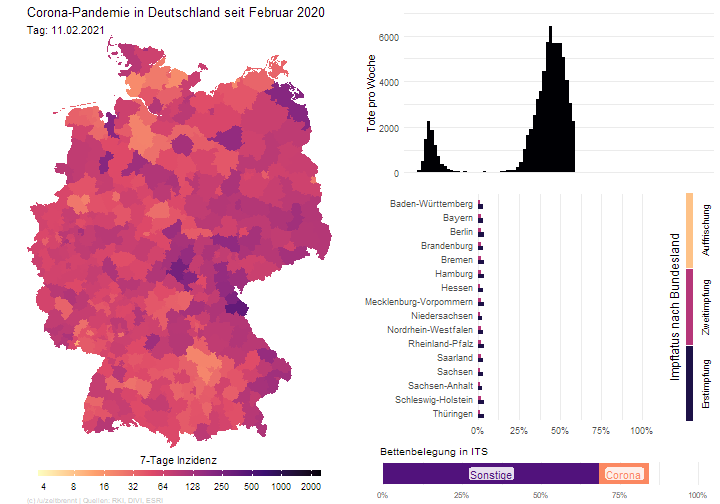 Corona-Pandemie in Deutschland seit Februar 2020
Tag: 11.02.2021
7-Tage Inzidenz
4 8 16 32 64 128 250 500 1000 2000
Tote pro Woche
6000
4000
2000
0
Baden-Württemberg
Bayern
Berlin
Brandenburg
Bremen
Hamburg
Hessen
Mecklenburg-Vorpommern
Niedersachsen
Nordrhein-Westfalen
Rheinland-Pfalz
Saarland
Sachsen
Sachsen-Anhalt
Schleswig-Holstein
Thüringen
0% 25% 50% 75% 100%
Impftatus nach Bundesland
Auffrischung
Zweitimpfung
Erstimpfung
Bettenbelegung in ITS
Sonstige
Corona
0% 25% 50% 75% 100%
| Quellen: RKI, DIVI, ESRI